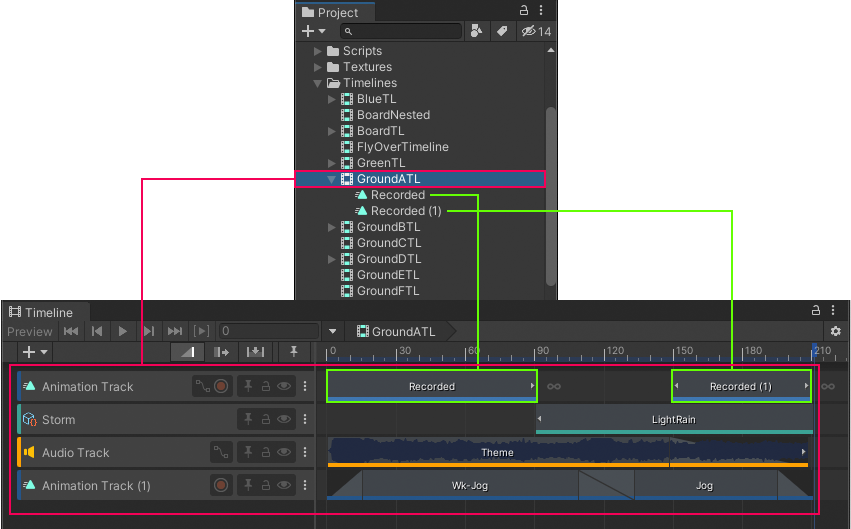 Project
14
Scripts
Textures
Timelines
BlueTL
BoardNested
BoardTL
FlyOverTimeline
GreenTL
GroundATL
Recorded
Recorded (1)
GroundBTL
GroundCTL
GroundDTL
GroundETL
GroundFTL
Timeline
Preview 0 GroundATL
0 30 60 90 120 150 180 210
Animation Track Recorded Recorded (1)
Storm LightRain
Audio Track Theme
Animation Track (1) Wk-Jog Jog